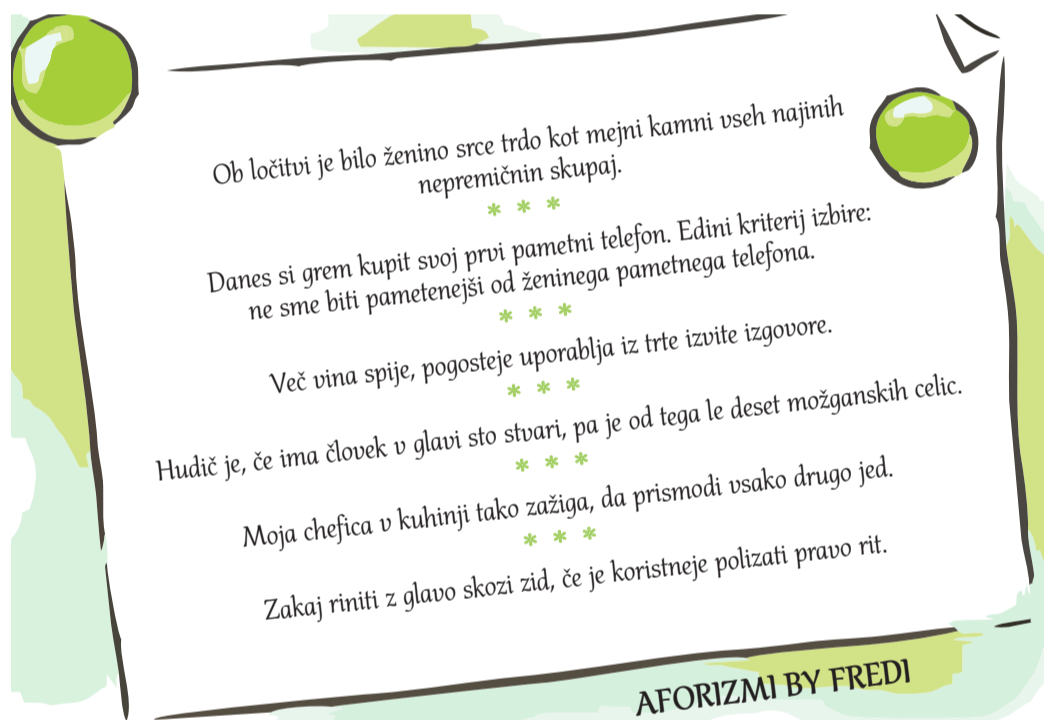 Ob ločitvi je bilo ženino srce trdo kot mejni kamni vseh najinih
nepremičnin skupaj.
* * *
Danes si grem kupit svoj prvi pametni telefon. Edini kriterij izbire:
ne sme biti pametenejši od ženinega pametnega telefona.
* * *
Več vina spije, pogosteje uporablja iz trte izvite izgovore.
* * *
Hudič je, če ima človek v glavi sto stvari, pa je od tega le deset možganskih celic.
* * *
Moja chefica v kuhinji tako zažiga, da prismodi vsako drugo jed.
* * *
Zakaj riniti z glavo skozi zid, če je koristneje polizati pravo rit.
AFORIZMI BY FREDI